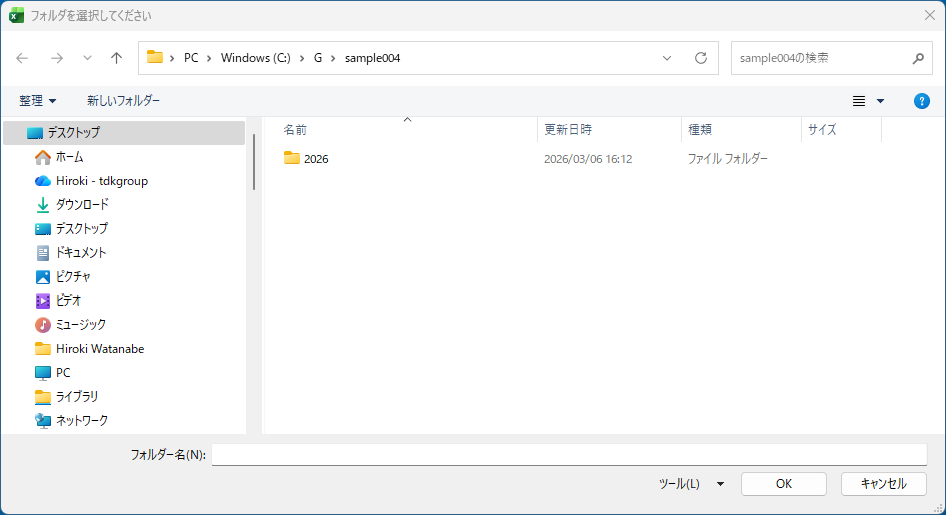 フォルダを選択してください
PC > Windows (C:) > G > sample004
sample004の検索
整理 新しいフォルダー
名前 更新日時 種類 サイズ
2026 2026/03/06 16:12 ファイル フォルダー
デスクトップ
ホーム
Hiroki - tdkgroup
ダウンロード
デスクトップ
ドキュメント
ピクチャ
ビデオ
ミュージック
Hiroki Watanabe
PC
ライブラリ
ネットワーク
フォルダー名(N):
ツール(L) OK キャンセル